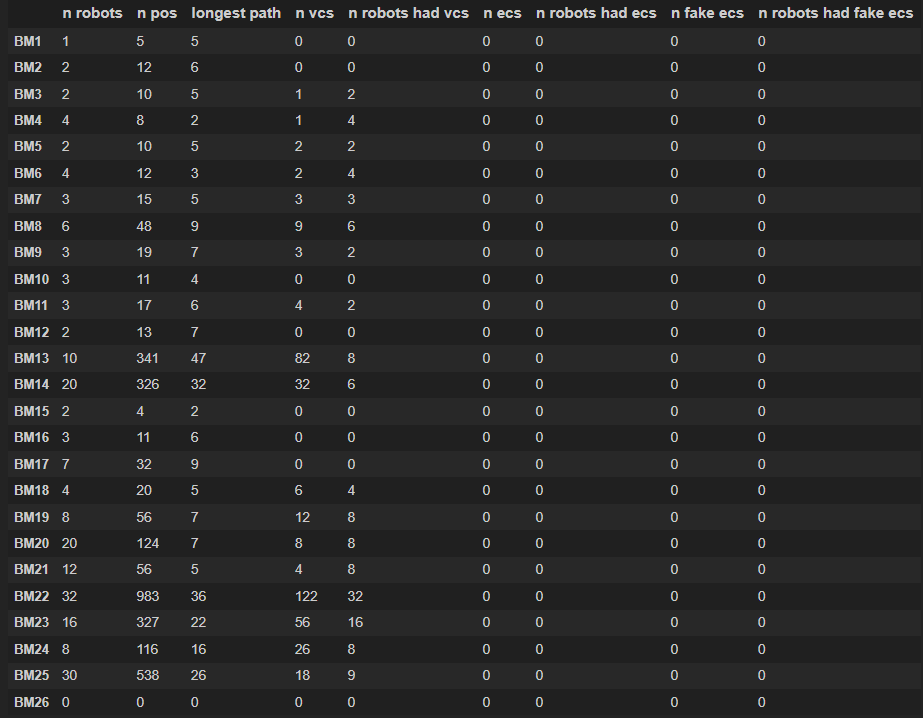 n robots n pos longest path n vcs n robots had vcs n ecs n robots had ecs n fake ecs n robots had fake ecs
BM1 1 5 5 0 0 0 0 0 0
BM2 2 12 6 0 0 0 0 0 0
BM3 2 10 5 1 2 0 0 0 0
BM4 4 8 2 1 4 0 0 0 0
BM5 2 10 5 2 2 0 0 0 0
BM6 4 12 3 2 4 0 0 0 0
BM7 3 15 5 3 3 0 0 0 0
BM8 6 48 9 9 6 0 0 0 0
BM9 3 19 7 3 2 0 0 0 0
BM10 3 11 4 0 0 0 0 0 0
BM11 3 17 6 4 2 0 0 0 0
BM12 2 13 7 0 0 0 0 0 0
BM13 10 341 47 82 8 0 0 0 0
BM14 20 326 32 32 6 0 0 0 0
BM15 2 4 2 0 0 0 0 0 0
BM16 3 11 6 0 0 0 0 0 0
BM17 7 32 9 0 0 0 0 0 0
BM18 4 20 5 6 4 0 0 0 0
BM19 8 56 7 12 8 0 0 0 0
BM20 20 124 7 8 8 0 0 0 0
BM21 12 56 5 4 8 0 0 0 0
BM22 32 983 36 122 32 0 0 0 0
BM23 16 327 22 56 16 0 0 0 0
BM24 8 116 16 26 8 0 0 0 0
BM25 30 538 26 18 9 0 0 0 0
BM26 0 0 0 0 0 0 0 0 0